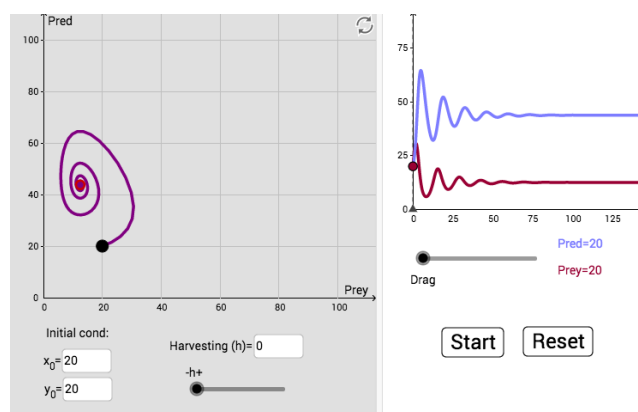 Pred
100
80
60
40
20
0
0
20
40
60
80
100
Prey
Initial cond:
x0=20
y0=20
Harvesting (h)=0
-h+
75
50
25
0
0
25
50
75
100
125
Pred=20
Prey=20
Drag
Start
Reset